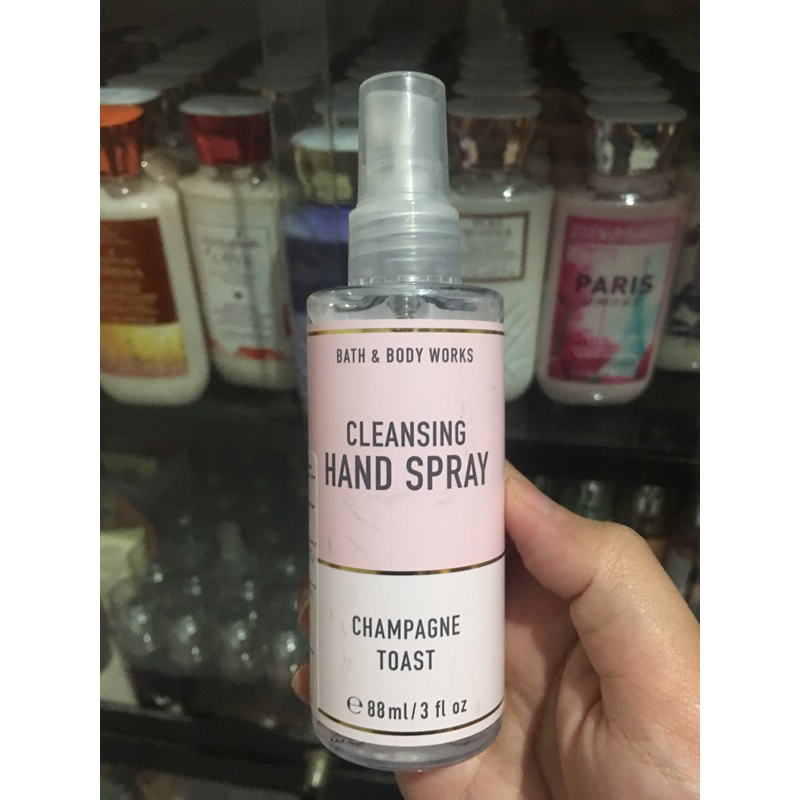 BATH & BODY WORKS
CLEANSING
HAND SPRAY
CHAMPAGNE
TOAST
℮ 88 ml/3 fl oz
PARIS